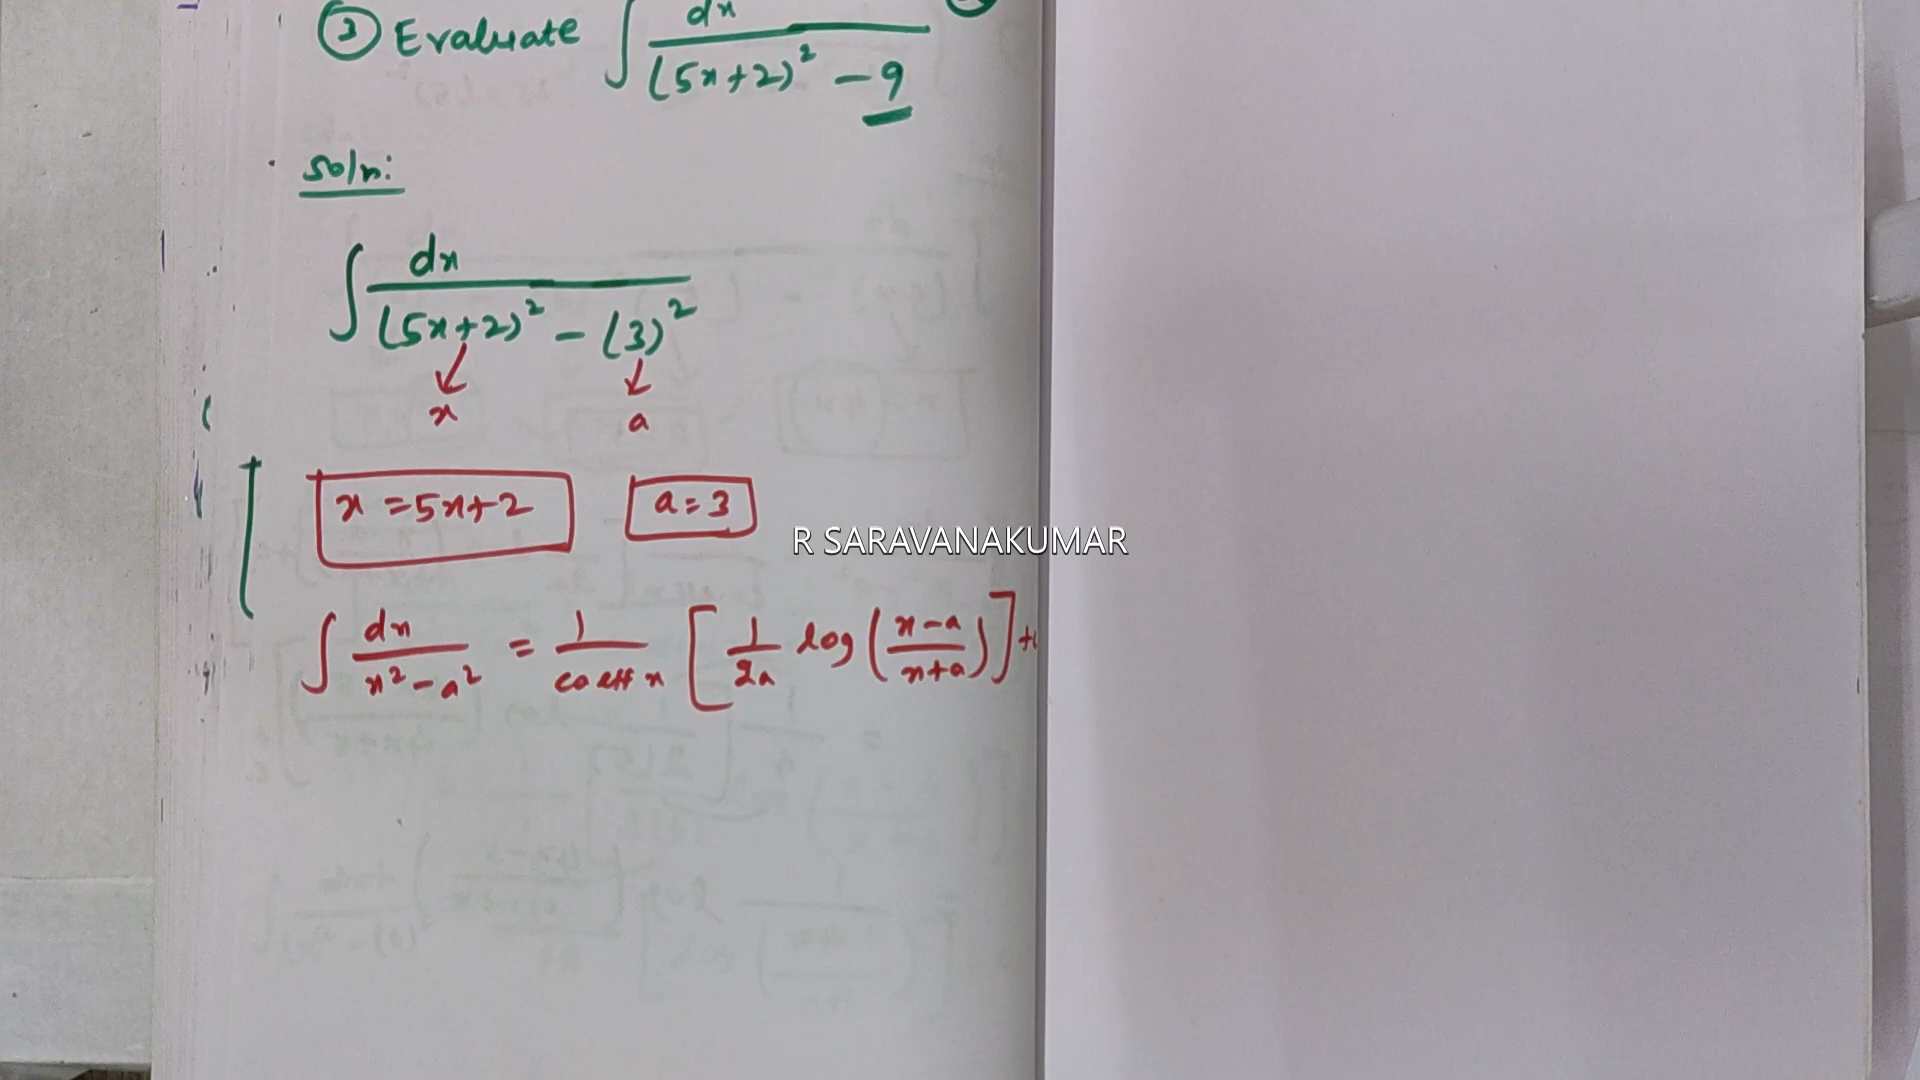 ③ Evaluate ∫ dx / (5x+2)² - 9
Soln:
∫ dx / (5x+2)² - (3)²
x a
x = 5x+2 a = 3
R SARAVANAKUMAR
∫ dx / x² - a² = 1 / coeff x [ 1 / 2a log ( x-a / x+a ) ] +c